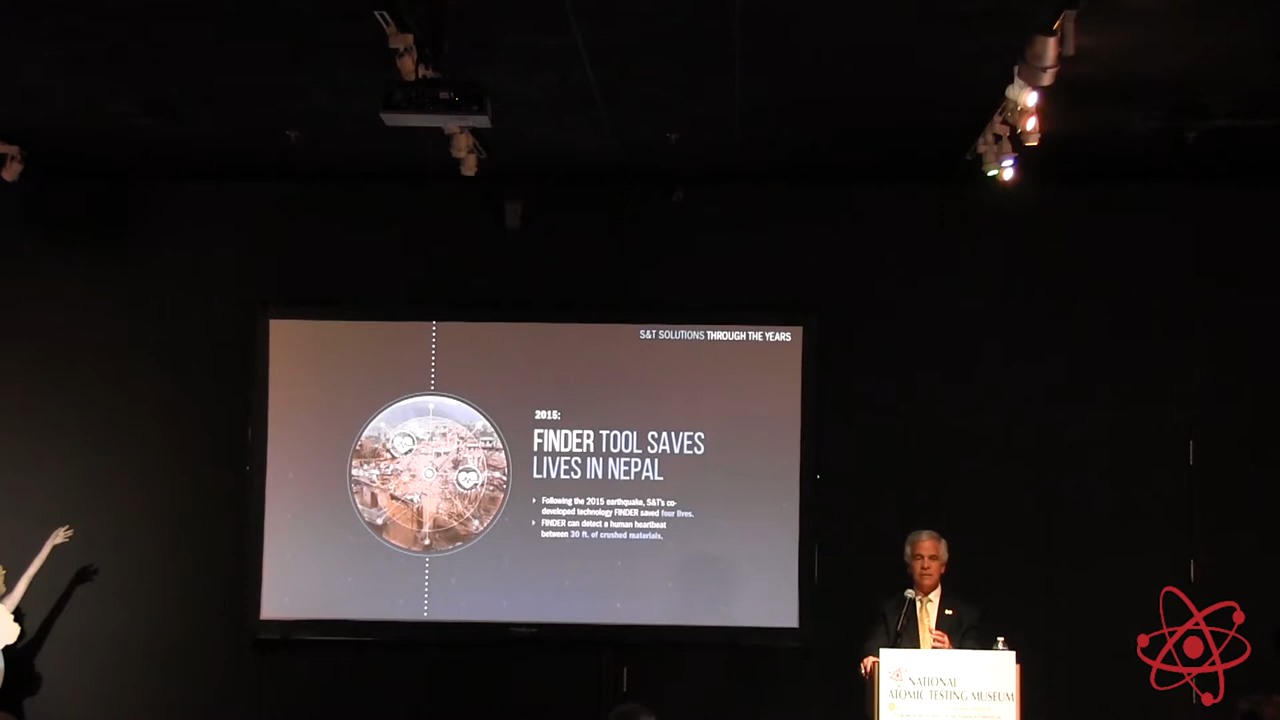 S&T SOLUTIONS THROUGH THE YEARS
2015:
FINDER TOOL SAVES
LIVES IN NEPAL
Following the 2015 earthquake, S&T's co-
developed technology FINDER saved four lives.
FINDER can detect a human heartbeat
between 30 ft. of crushed materials.
NATIONAL
ATOMIC TESTING MUSEUM